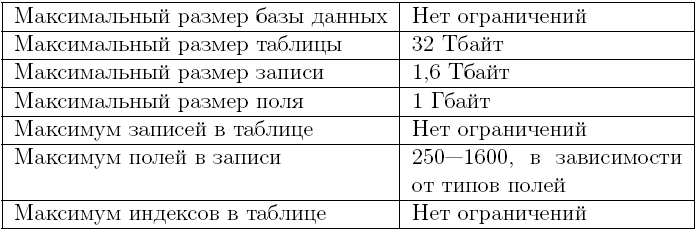 Максимальный размер базы данных Нет ограничений
Максимальный размер таблицы 32 Тбайт
Максимальный размер записи 1,6 Тбайт
Максимальный размер поля 1 Гбайт
Максимум записей в таблице Нет ограничений
Максимум полей в записи 250—1600, в зависимости
от типов полей
Максимум индексов в таблице Нет ограничений